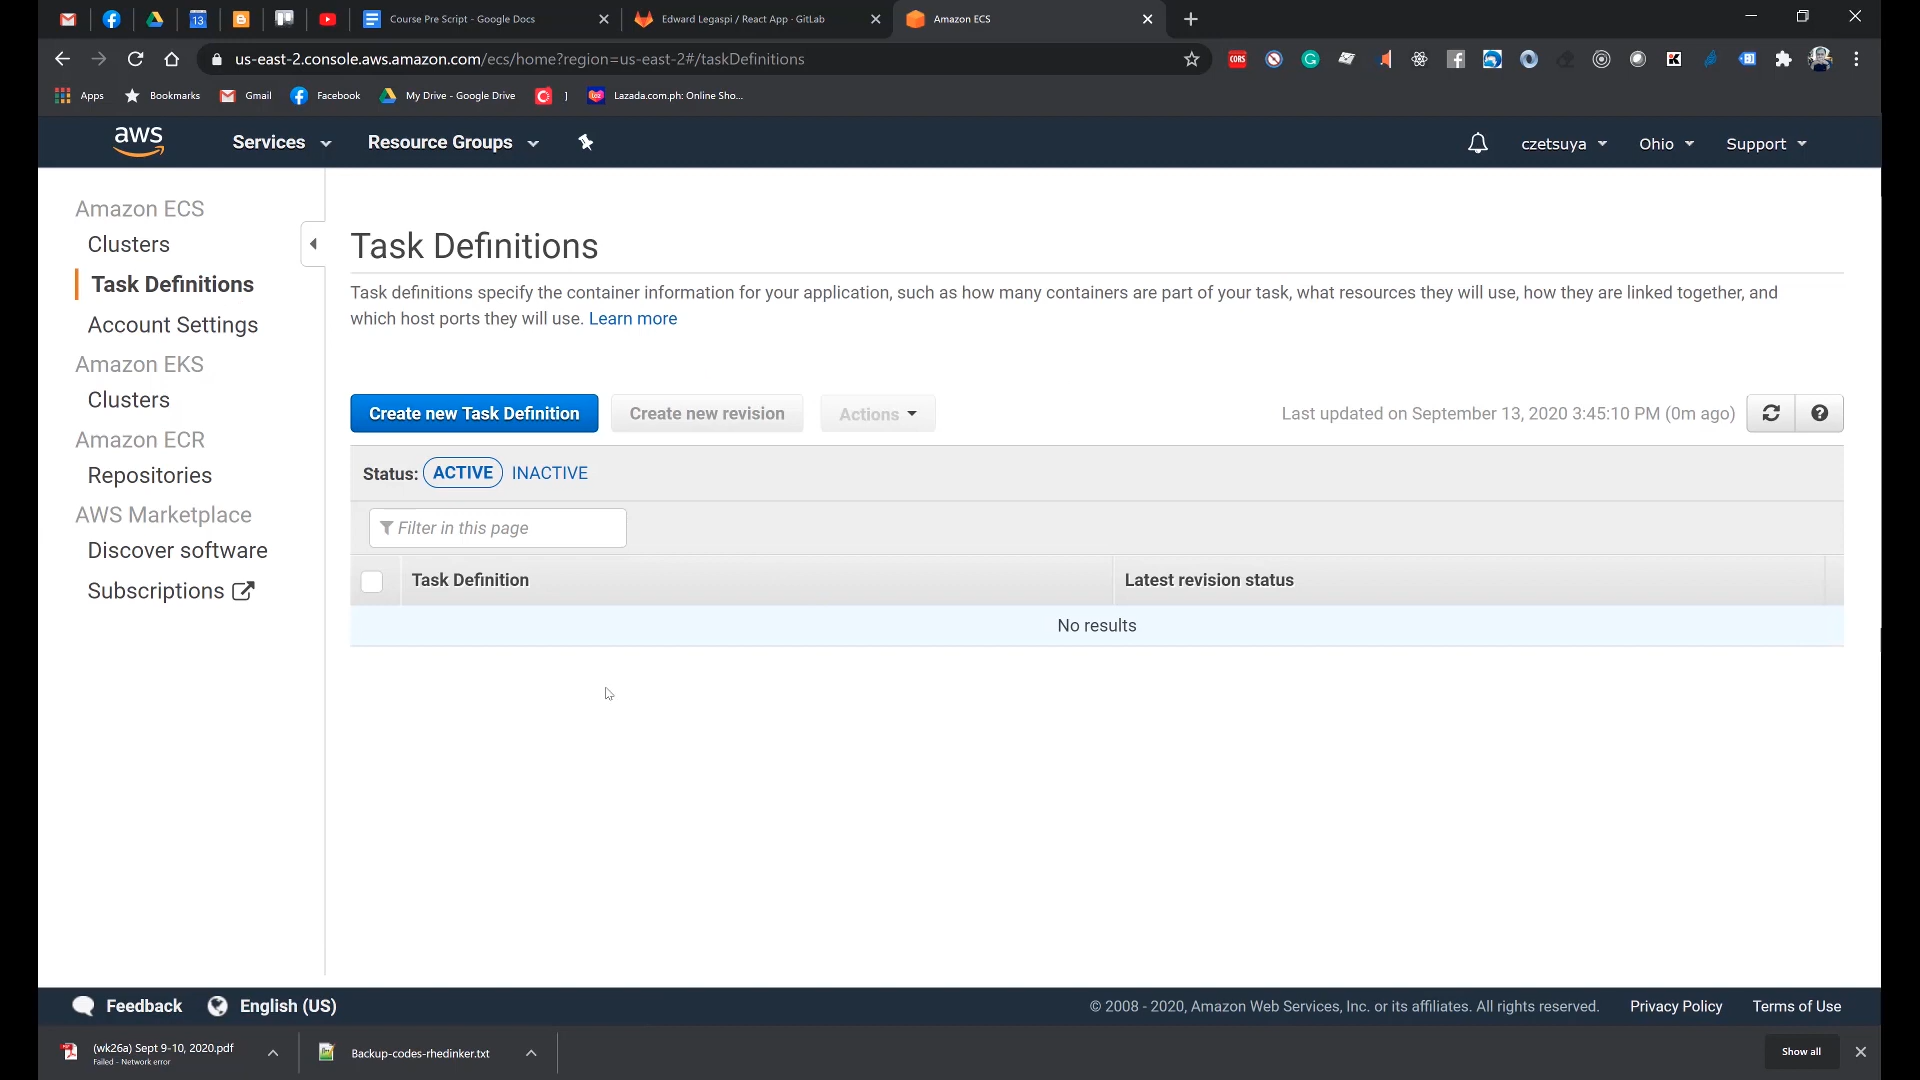 Course Pre Script - Google Docs
Edward Legaspi / React App · GitLab
Amazon ECS
us-east-2.console.aws.amazon.com/ecs/home?region=us-east-2#/taskDefinitions
Apps
Bookmarks
Gmail
Facebook
My Drive - Google Drive
]
Lazada.com.ph: Online Sho...
aws
Services
Resource Groups
czetsuya
Ohio
Support
Amazon ECS
Clusters
Task Definitions
Account Settings
Amazon EKS
Clusters
Amazon ECR
Repositories
AWS Marketplace
Discover software
Subscriptions
Task Definitions
Task definitions specify the container information for your application, such as how many containers are part of your task, what resources they will use, how they are linked together, and
which host ports they will use. Learn more
Create new Task Definition
Create new revision
Actions
Last updated on September 13, 2020 3:45:10 PM (0m ago)
Status: ACTIVE INACTIVE
Filter in this page
Task Definition
Latest revision status
No results
Feedback
English (US)
© 2008 - 2020, Amazon Web Services, Inc. or its affiliates. All rights reserved.
Privacy Policy
Terms of Use
(wk26a) Sept 9-10, 2020.pdf
Failed - Network error
Backup-codes-rhedinker.txt
Show all